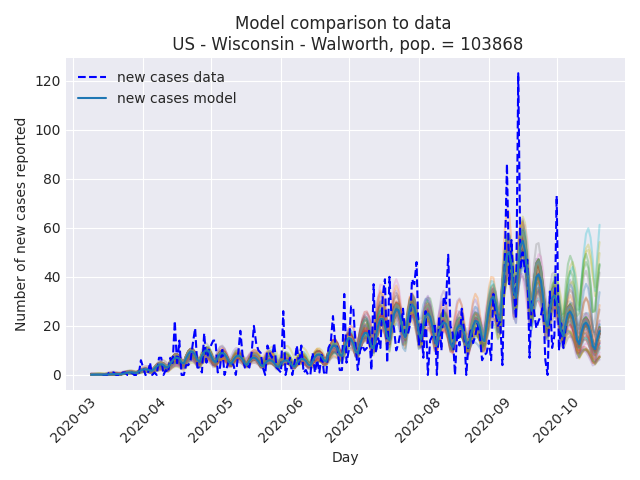 Model comparison to data
US - Wisconsin - Walworth, pop. = 103868
new cases data
new cases model
Number of new cases reported
120
100
80
60
40
20
0
2020-03
2020-04
2020-05
2020-06
2020-07
2020-08
2020-09
2020-10
Day